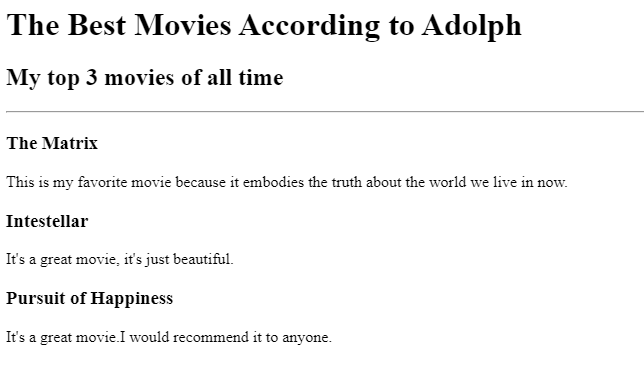 The Best Movies According to Adolph
My top 3 movies of all time
The Matrix
This is my favorite movie because it embodies the truth about the world we live in now.
Intestellar
It's a great movie, it's just beautiful.
Pursuit of Happiness
It's a great movie.I would recommend it to anyone.